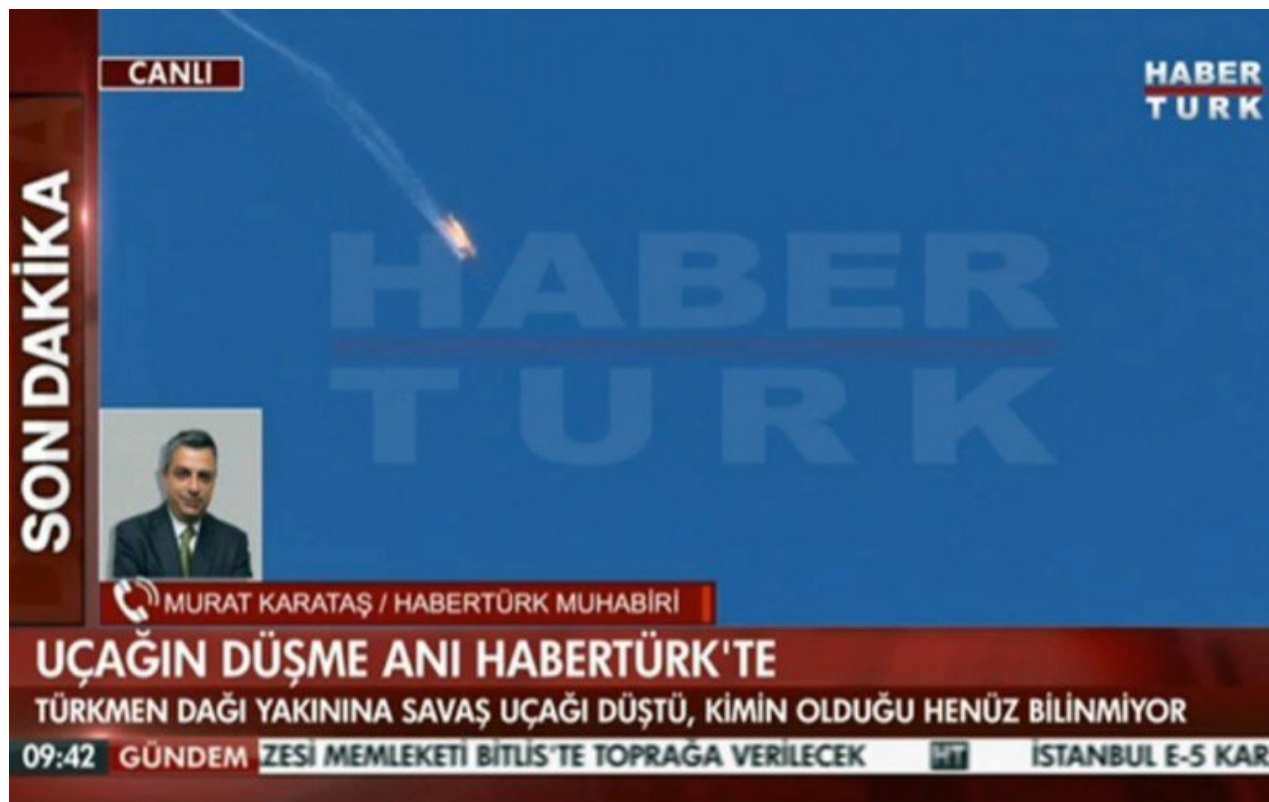 CANLI
HABER
TURK
SON DAKİKA
HABER
TURK
MURAT KARATAŞ / HABERTÜRK MUHABİRİ
UÇAĞIN DÜŞME ANI HABERTÜRK'TE
TÜRKMEN DAĞI YAKININA SAVAŞ UÇAĞI DÜŞTÜ, KİMİN OLDUĞU HENÜZ BİLİNMİYOR
09:42 GÜNDEM ZESİ MEMLEKETİ BİTLİS'TE TOPRAĞA VERİLECEK HT İSTANBUL E-5 KAR